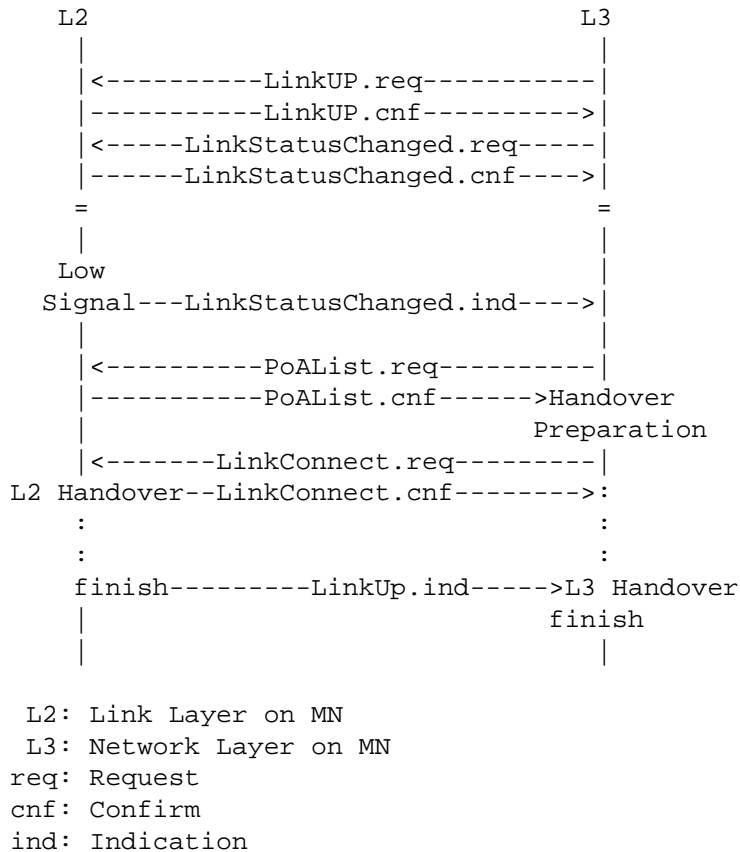 L2                               L3
     |                                |
     |<----------LinkUP.req-----------|
     |-----------LinkUP.cnf---------->|
     |<-----LinkStatusChanged.req-----|
     |------LinkStatusChanged.cnf---->|
     =                                =
     |                                |
    Low                               |
   Signal---LinkStatusChanged.ind---->|
     |                                |
     |<----------PoAList.req----------|
     |-----------PoAList.cnf------>Handover
     |                            Preparation
     |<-------LinkConnect.req---------|
 L2 Handover--LinkConnect.cnf-------->:
     :                                :
     :                                :
     finish---------LinkUp.ind----->L3 Handover
     |                             finish
     |                                |

  L2: Link Layer on MN
  L3: Network Layer on MN
 req: Request
 cnf: Confirm
 ind: Indication